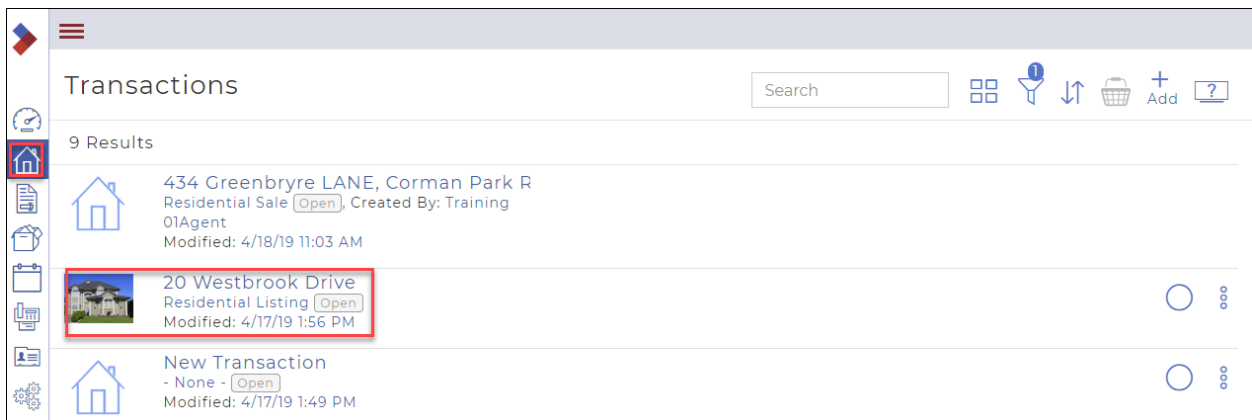 Transactions
Search
1
Add
?
9 Results
434 Greenbryre LANE, Corman Park R
Residential Sale Open, Created By: Training
01Agent
Modified: 4/18/19 11:03 AM
20 Westbrook Drive
Residential Listing Open
Modified: 4/17/19 1:56 PM
New Transaction
- None - Open
Modified: 4/17/19 1:49 PM